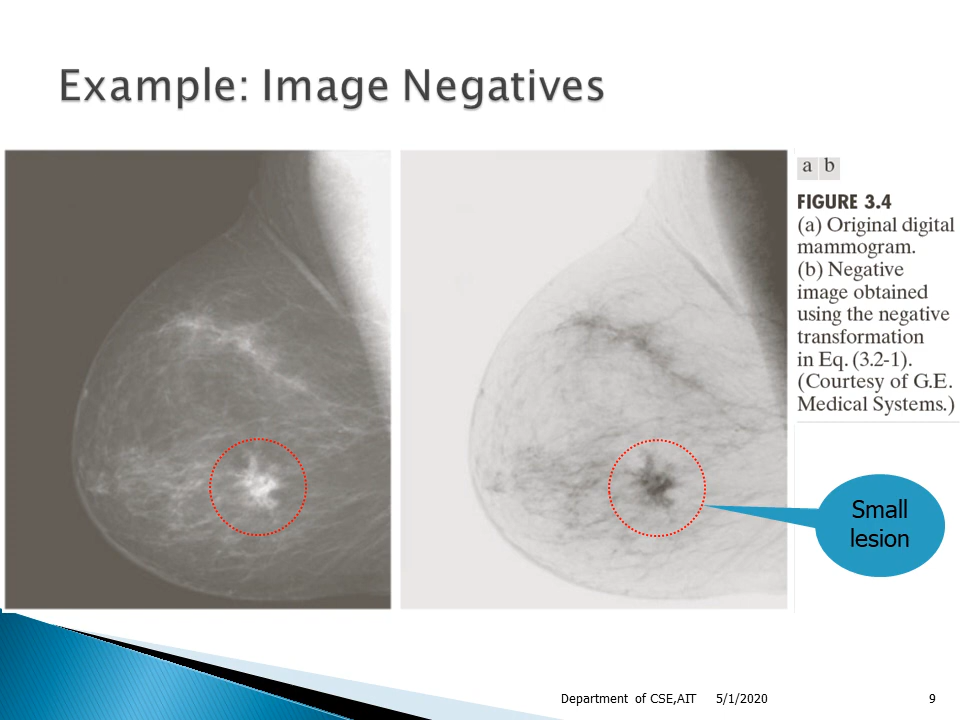 Example: Image Negatives
a b
FIGURE 3.4
(a) Original digital
mammogram.
(b) Negative
image obtained
using the negative
transformation
in Eq. (3.2-1).
(Courtesy of G.E.
Medical Systems.)
Small
lesion
Department of CSE,AIT 5/1/2020 9